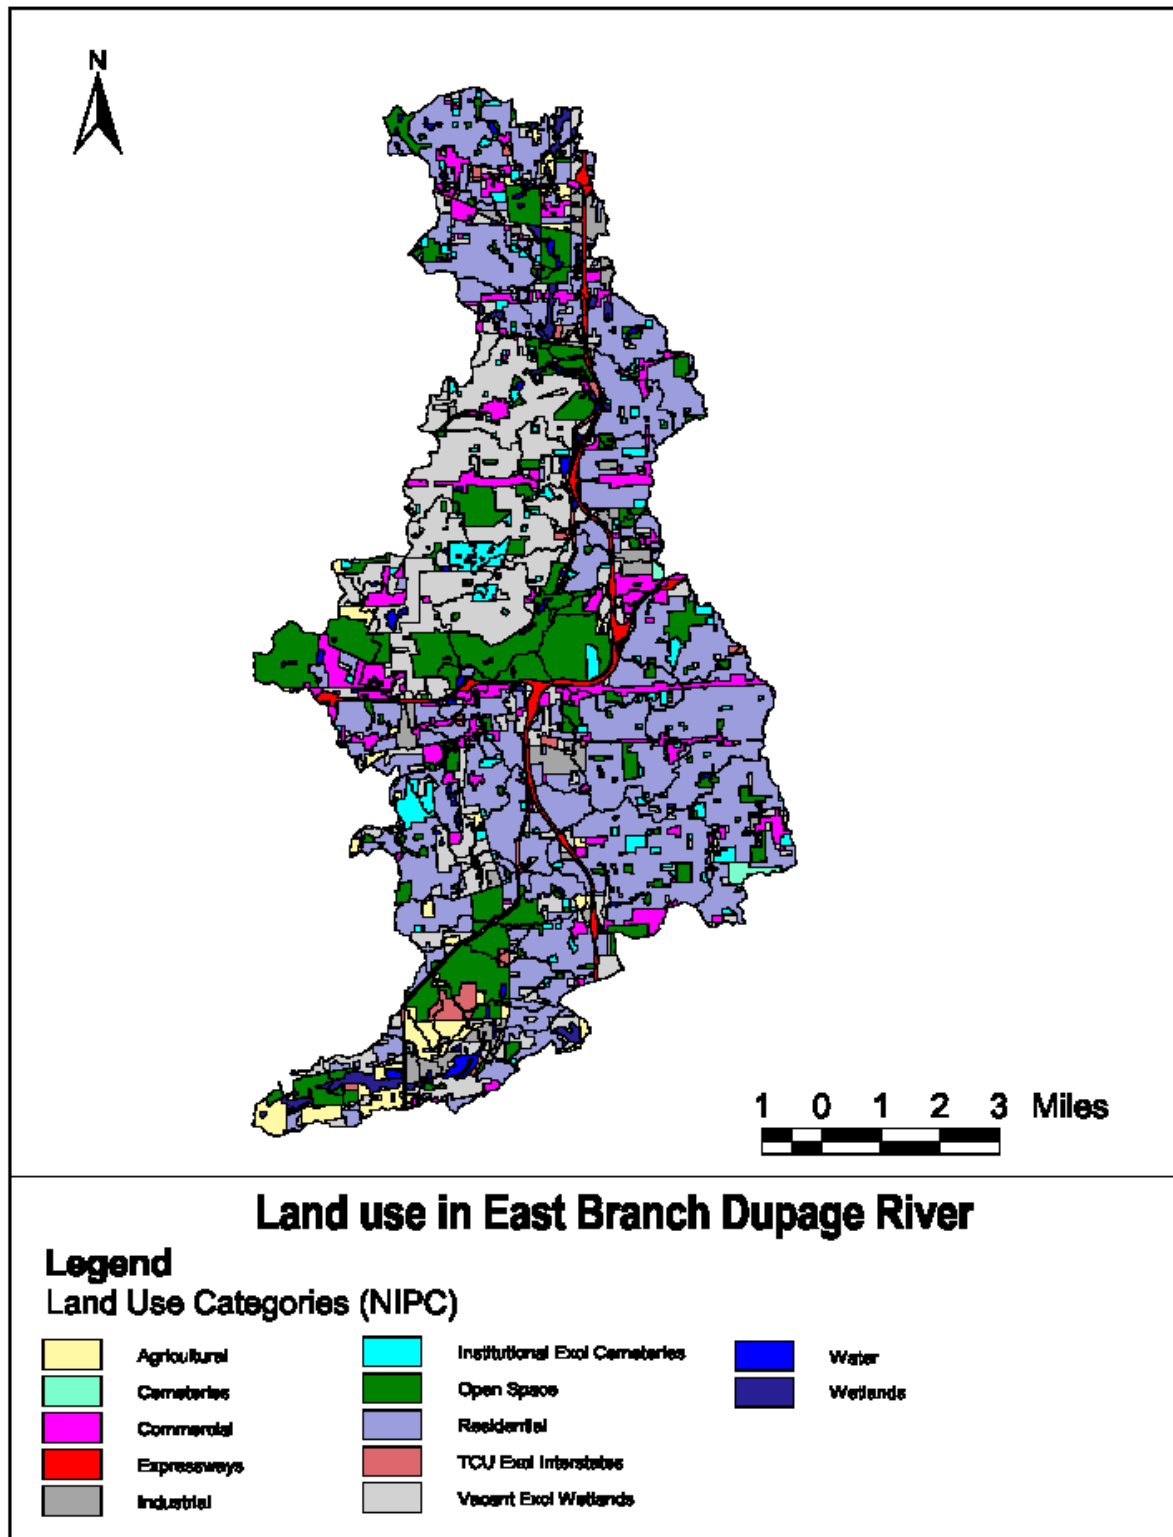 N
1 0 1 2 3 Miles
Land use in East Branch Dupage River
Legend
Land Use Categories (NIPC)
Agricultural
Cemeteries
Commercial
Expressways
Industrial
Institutional Excl Cemeteries
Open Space
Residential
TCU Excl Interstates
Vacant Excl Wetlands
Water
Wetlands